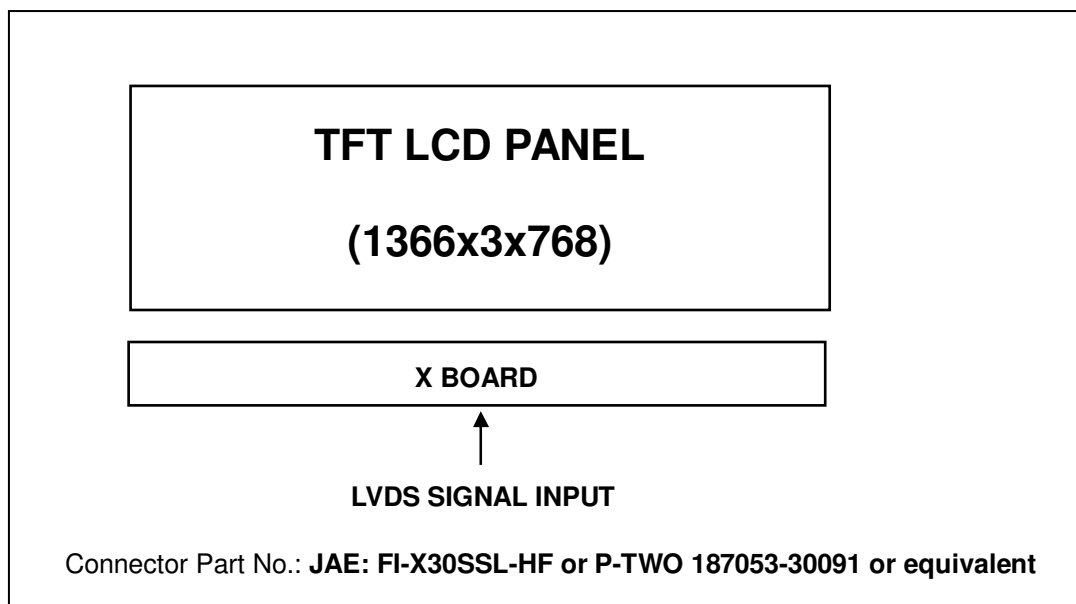 TFT LCD PANEL
(1366x3x768)
X BOARD
LVDS SIGNAL INPUT
Connector Part No.: JAE: FI-X30SSL-HF or P-TWO 187053-30091 or equivalent